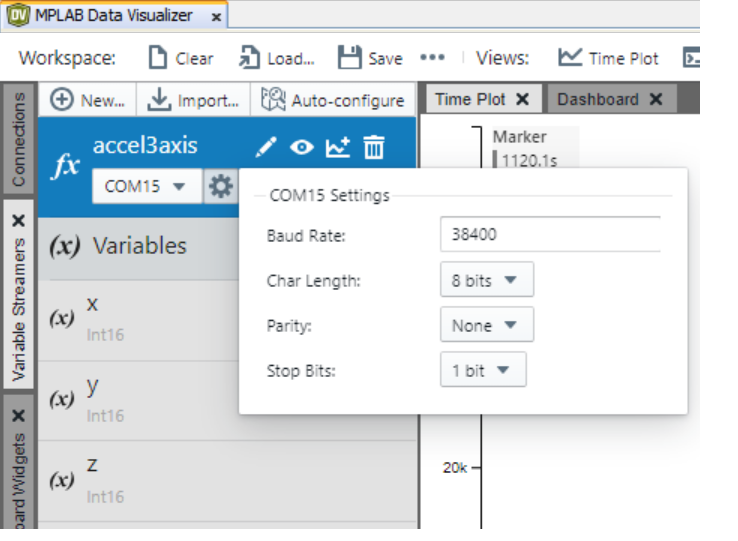 DV MPLAB Data Visualizer x
Workspace: Clear Load... Save ••• Views: Time Plot
Connections
Variable Streamers
New... Import... Auto-configure
Time Plot Dashboard
fx accel3axis
COM15
Marker
1120.1s
COM15 Settings
Baud Rate: 38400
Char Length: 8 bits
Parity: None
Stop Bits: 1 bit
(x) Variables
(x) x
Int16
(x) y
Int16
(x) z
Int16
20k
oard Widgets